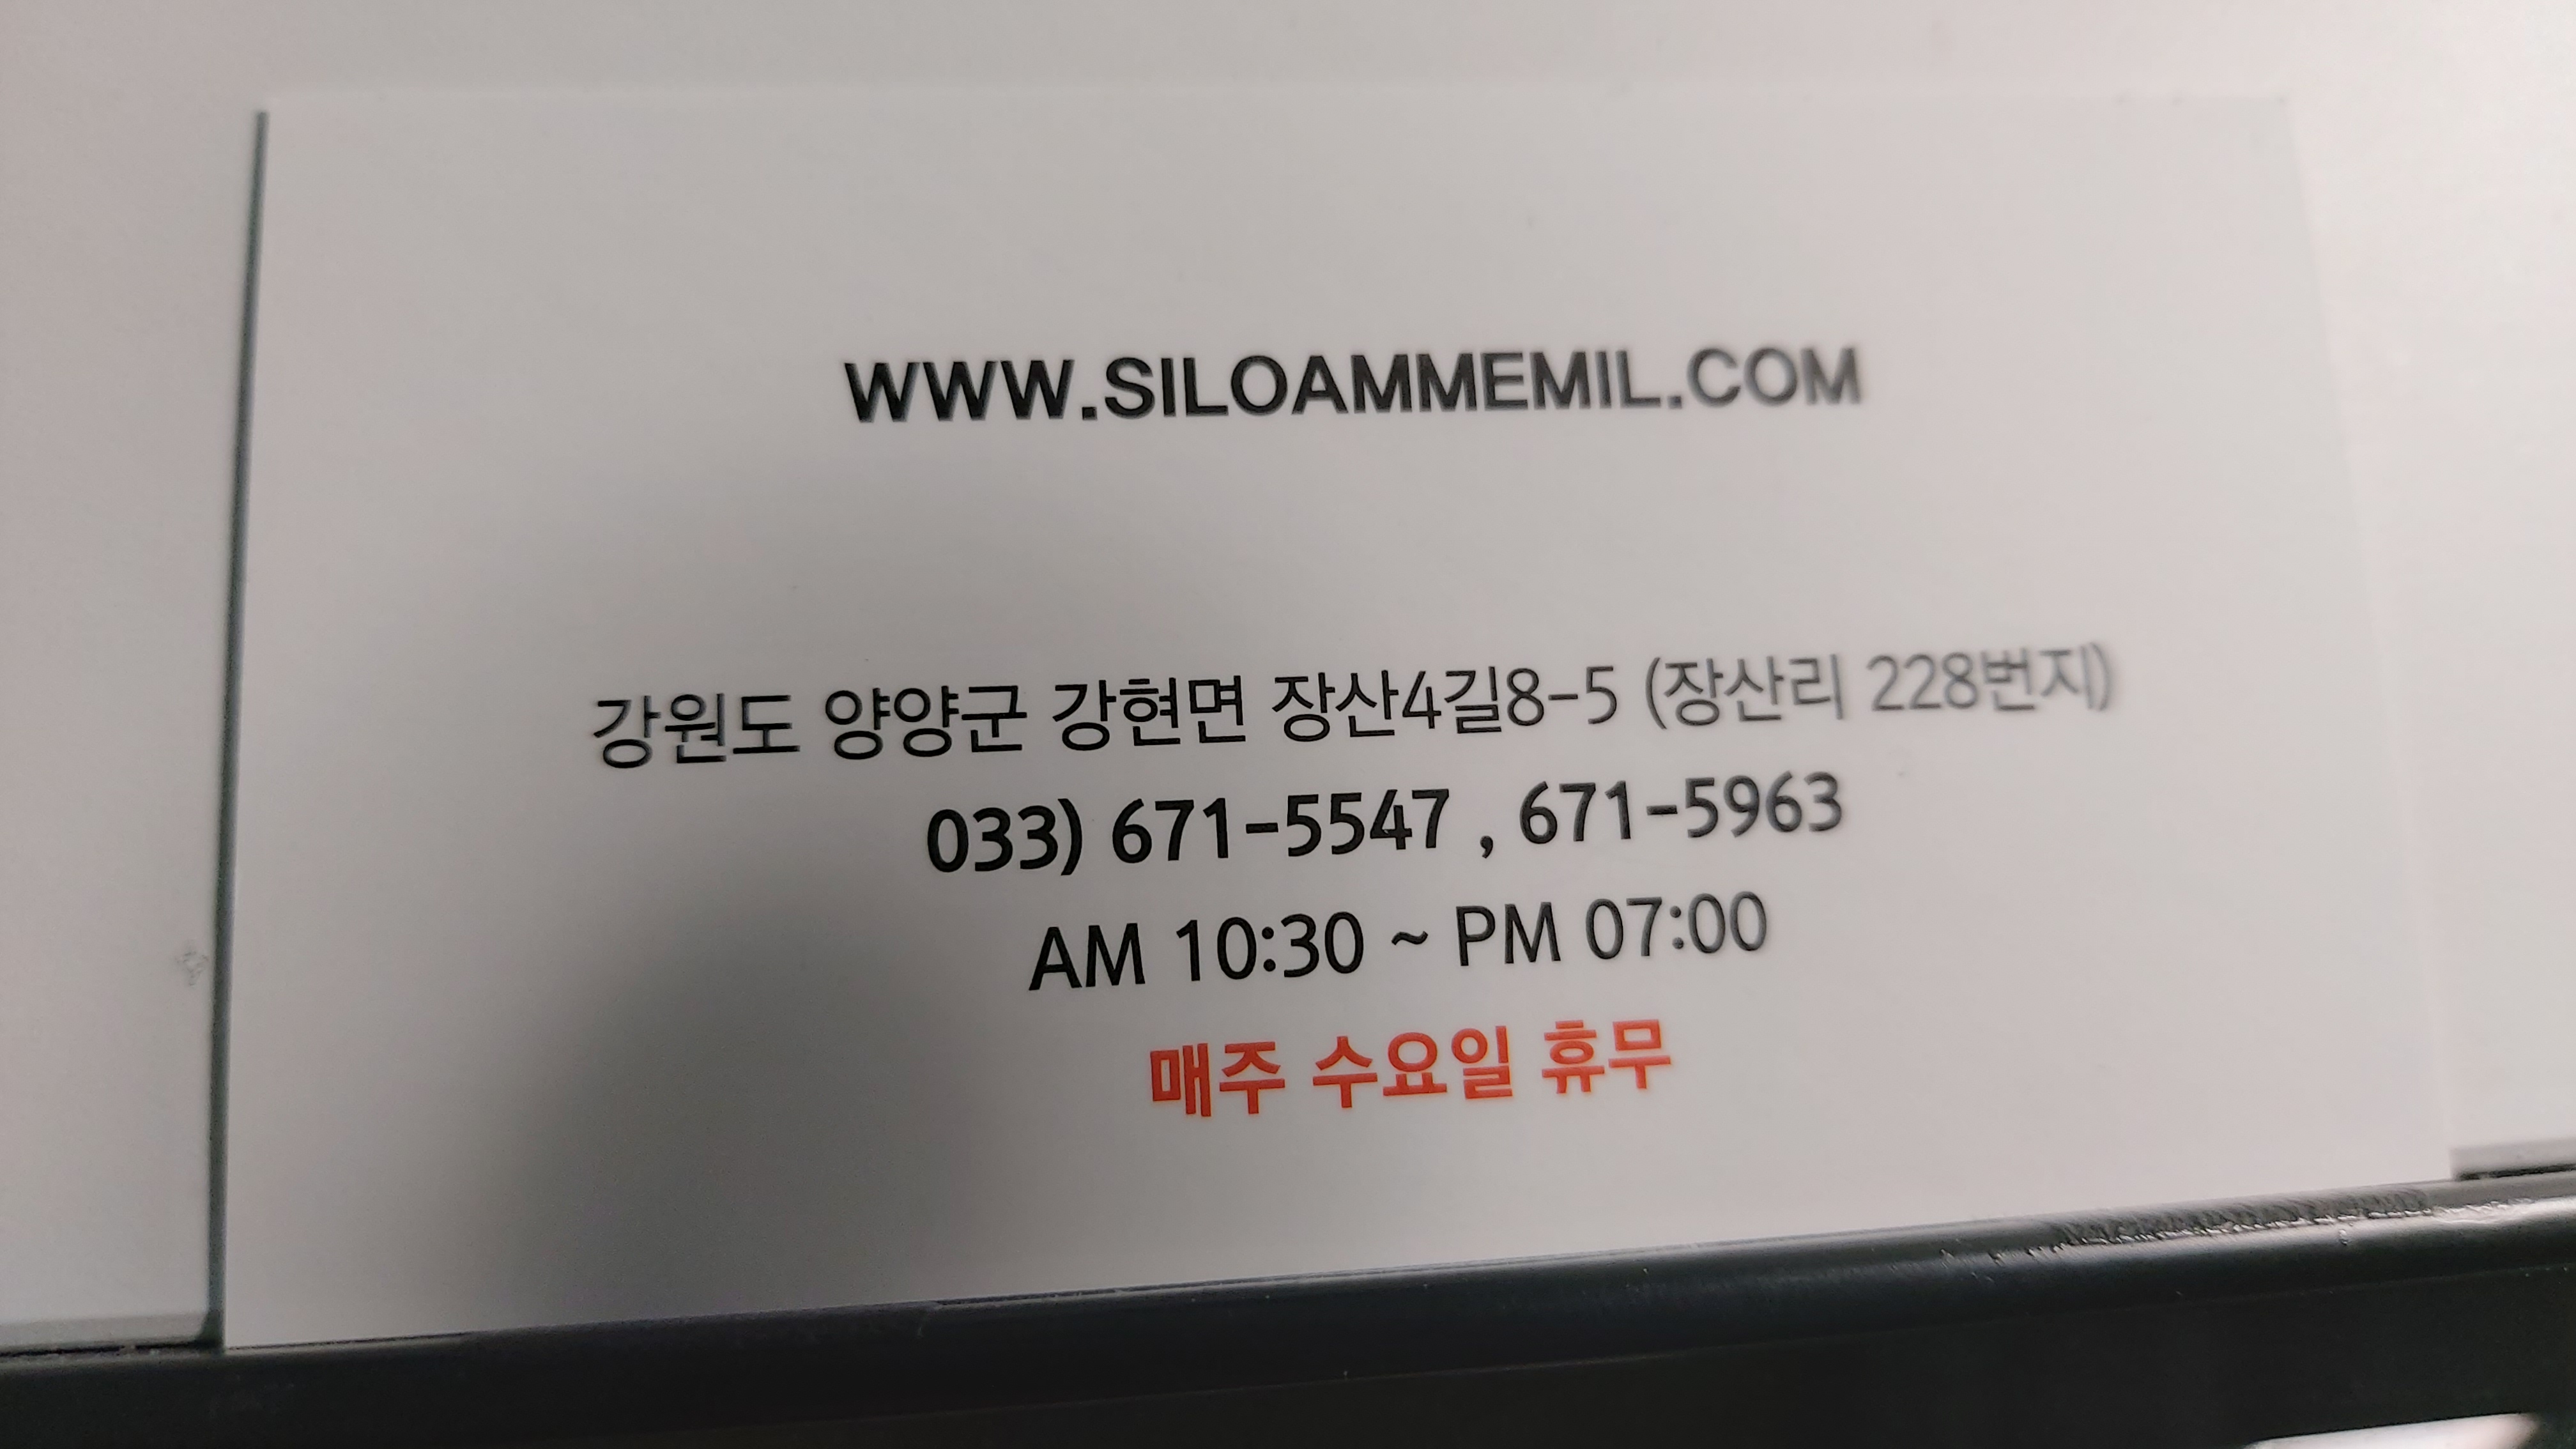 WWW.SILOAMMEMIL.COM
강원도 양양군 강현면 장산4길8-5 (장산리 228번지)
033) 671-5547 , 671-5963
AM 10:30 ~ PM 07:00
매주 수요일 휴무